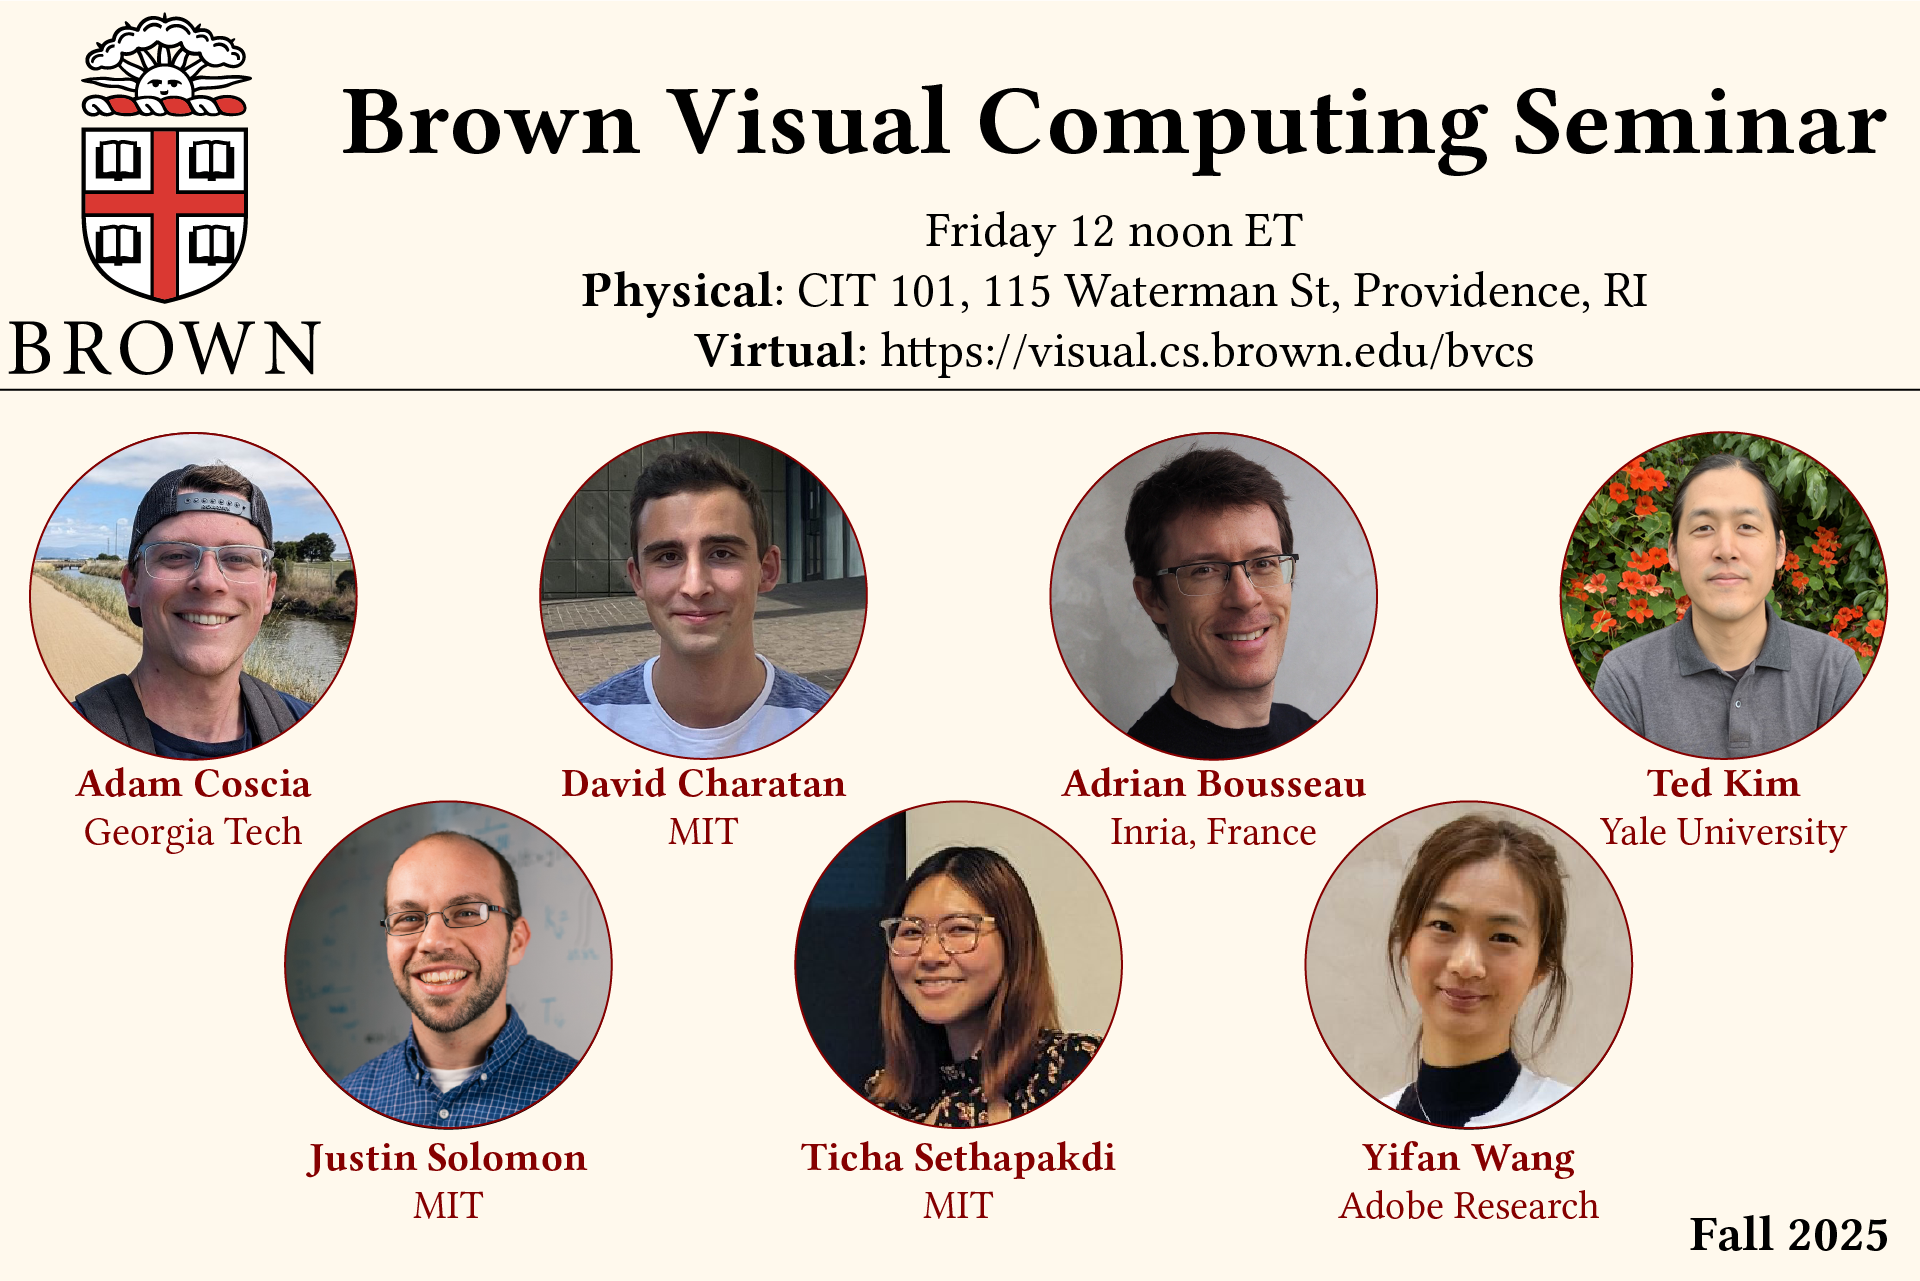 Brown Visual Computing Seminar
Friday 12 noon ET
Physical: CIT 101, 115 Waterman St, Providence, RI
Virtual: https://visual.cs.brown.edu/bvcs
BROWN
Adam Coscia
Georgia Tech
David Charatan
MIT
Adrian Bousseau
Inria, France
Ted Kim
Yale University
Justin Solomon
MIT
Ticha Sethapakdi
MIT
Yifan Wang
Adobe Research
Fall 2025